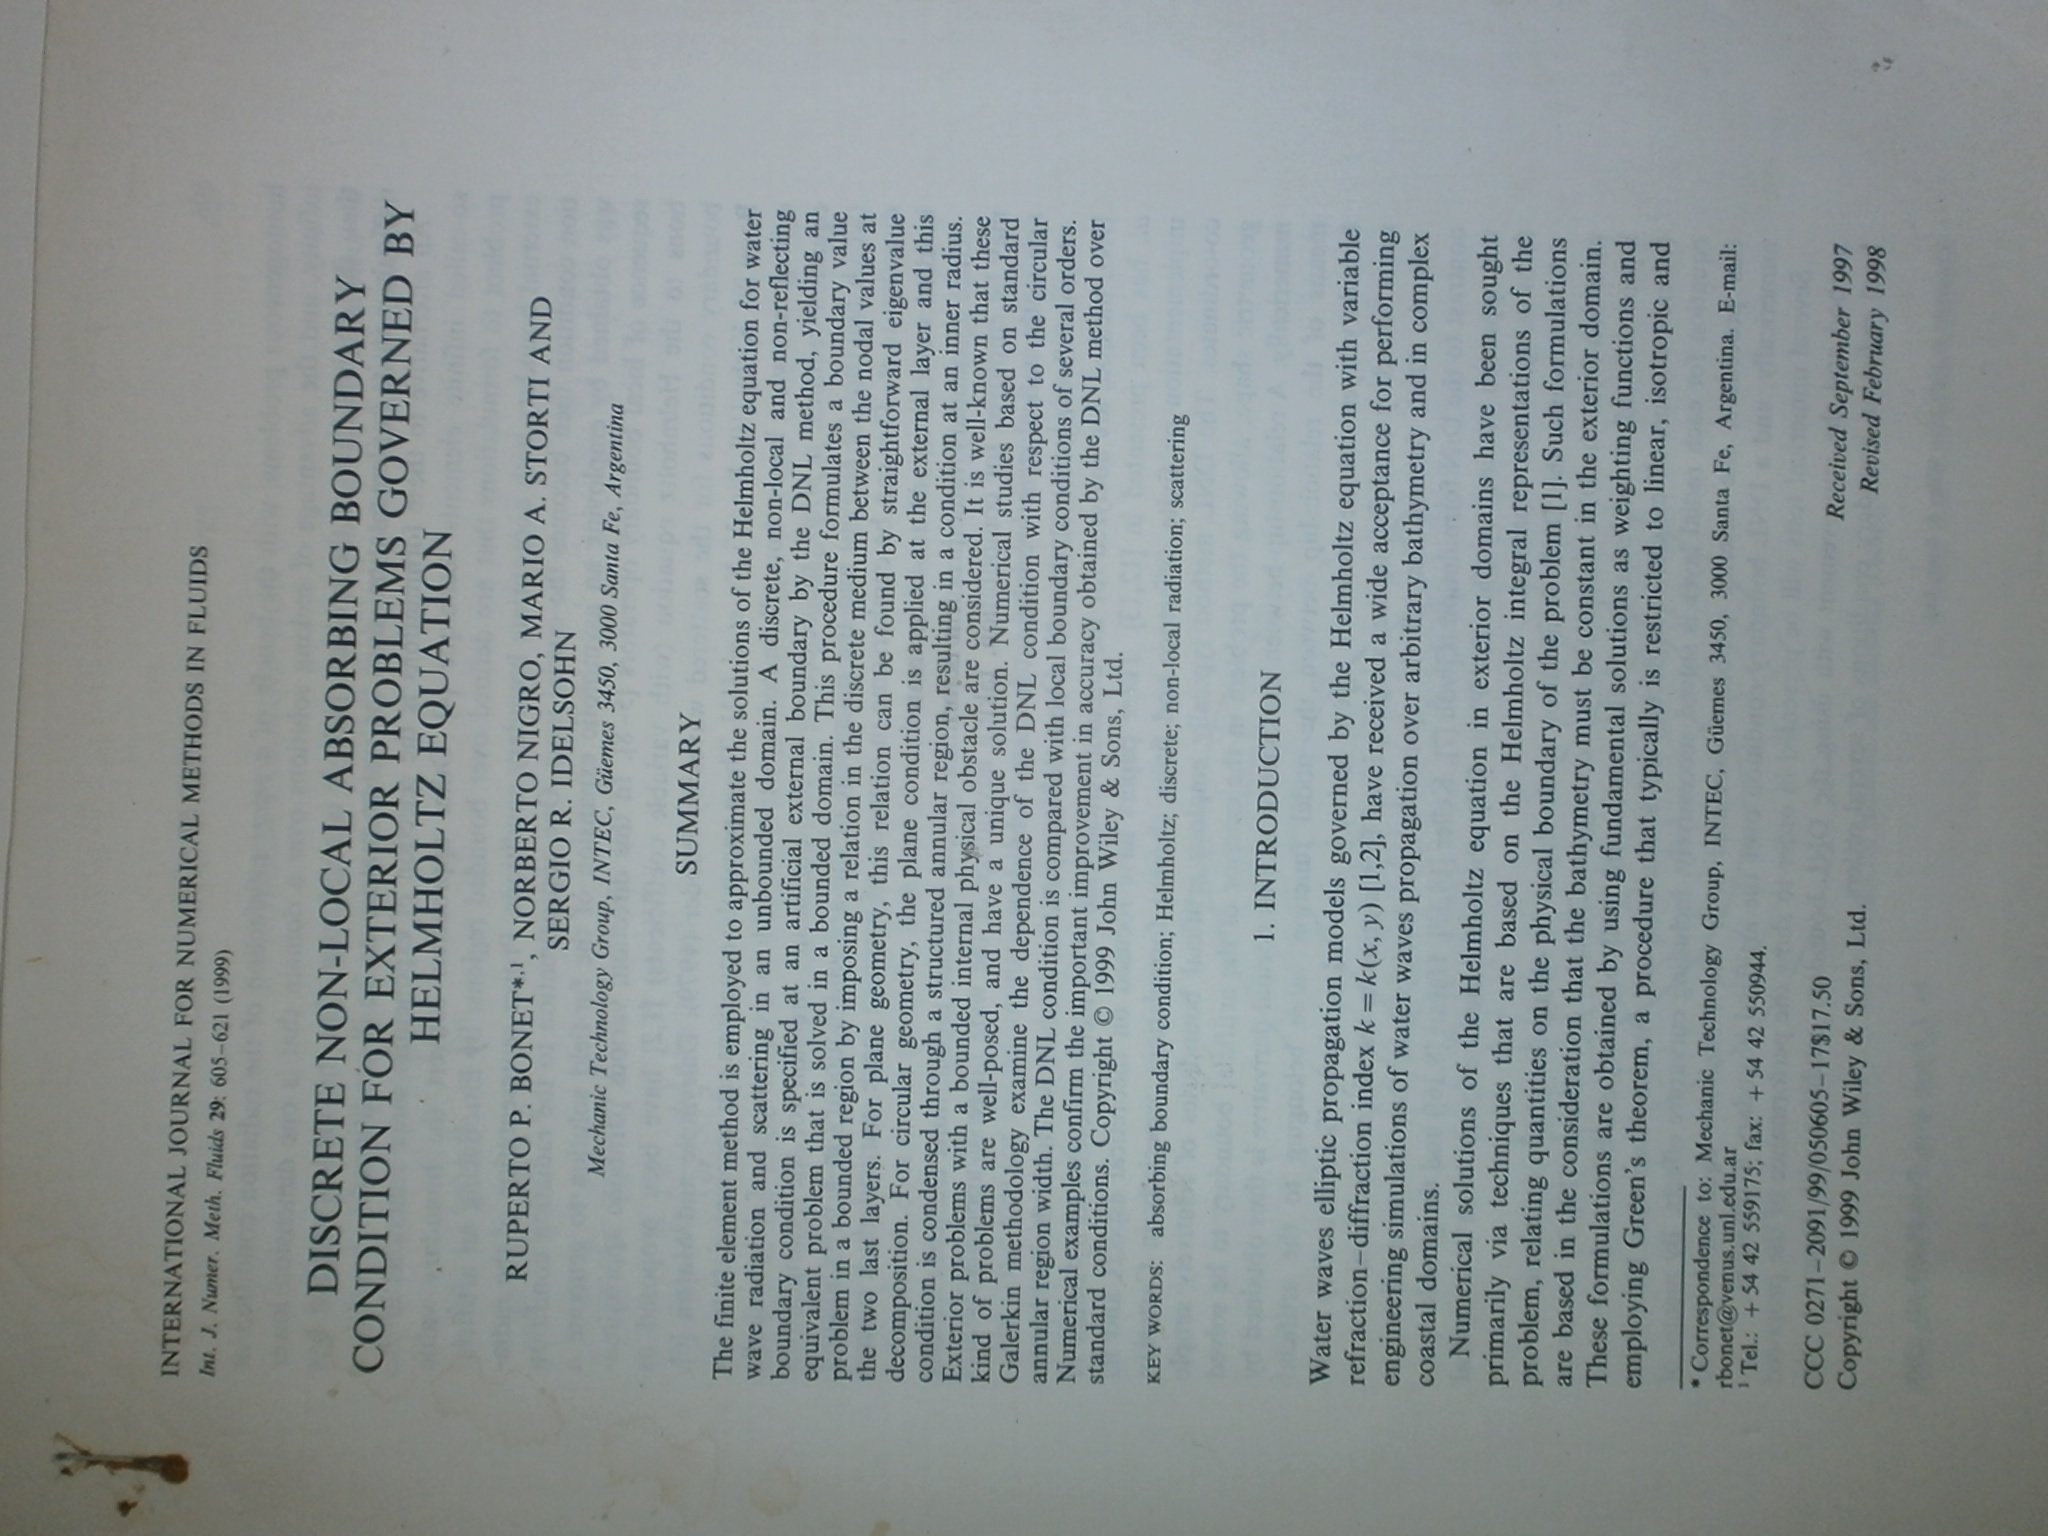 INTERNATIONAL JOURNAL FOR NUMERICAL METHODS IN FLUIDS
Int. J. Numer. Meth. Fluids 29: 605–621 (1999)
DISCRETE NON-LOCAL ABSORBING BOUNDARY
CONDITION FOR EXTERIOR PROBLEMS GOVERNED BY
HELMHOLTZ EQUATION
RUPERTO P. BONET*,¹, NORBERTO NIGRO, MARIO A. STORTI AND
SERGIO R. IDELSOHN
Mechanic Technology Group, INTEC, Güemes 3450, 3000 Santa Fe, Argentina
SUMMARY
The finite element method is employed to approximate the solutions of the Helmholtz equation for water
wave radiation and scattering in an unbounded domain. A discrete, non-local and non-reflecting
boundary condition is specified at an artificial external boundary by the DNL method, yielding an
equivalent problem that is solved in a bounded domain. This procedure formulates a boundary value
problem in a bounded region by imposing a relation in the discrete medium between the nodal values at
the two last layers. For plane geometry, this relation can be found by straightforward eigenvalue
decomposition. For circular geometry, the plane condition is applied at the external layer and this
condition is condensed through a structured annular region, resulting in a condition at an inner radius.
Exterior problems with a bounded internal physical obstacle are considered. It is well-known that these
kind of problems are well-posed, and have a unique solution. Numerical studies based on standard
Galerkin methodology examine the dependence of the DNL condition with respect to the circular
annular region width. The DNL condition is compared with local boundary conditions of several orders.
Numerical examples confirm the important improvement in accuracy obtained by the DNL method over
standard conditions. Copyright © 1999 John Wiley & Sons, Ltd.
KEY WORDS: absorbing boundary condition; Helmholtz; discrete; non-local radiation; scattering
1. INTRODUCTION
Water waves elliptic propagation models governed by the Helmholtz equation with variable
refraction–diffraction index k = k(x, y) [1,2], have received a wide acceptance for performing
engineering simulations of water waves propagation over arbitrary bathymetry and in complex
coastal domains.
Numerical solutions of the Helmholtz equation in exterior domains have been sought
primarily via techniques that are based on the Helmholtz integral representations of the
problem, relating quantities on the physical boundary of the problem [1]. Such formulations
are based in the consideration that the bathymetry must be constant in the exterior domain.
These formulations are obtained by using fundamental solutions as weighting functions and
employing Green's theorem, a procedure that typically is restricted to linear, isotropic and
* Correspondence to: Mechanic Technology Group, INTEC, Güemes 3450, 3000 Santa Fe, Argentina. E-mail:
rbonet@venus.unl.edu.ar
¹ Tel.: + 54 42 559175; fax: + 54 42 550944.
CCC 0271–2091/99/050605–17$17.50
Copyright © 1999 John Wiley & Sons, Ltd.
Received September 1997
Revised February 1998